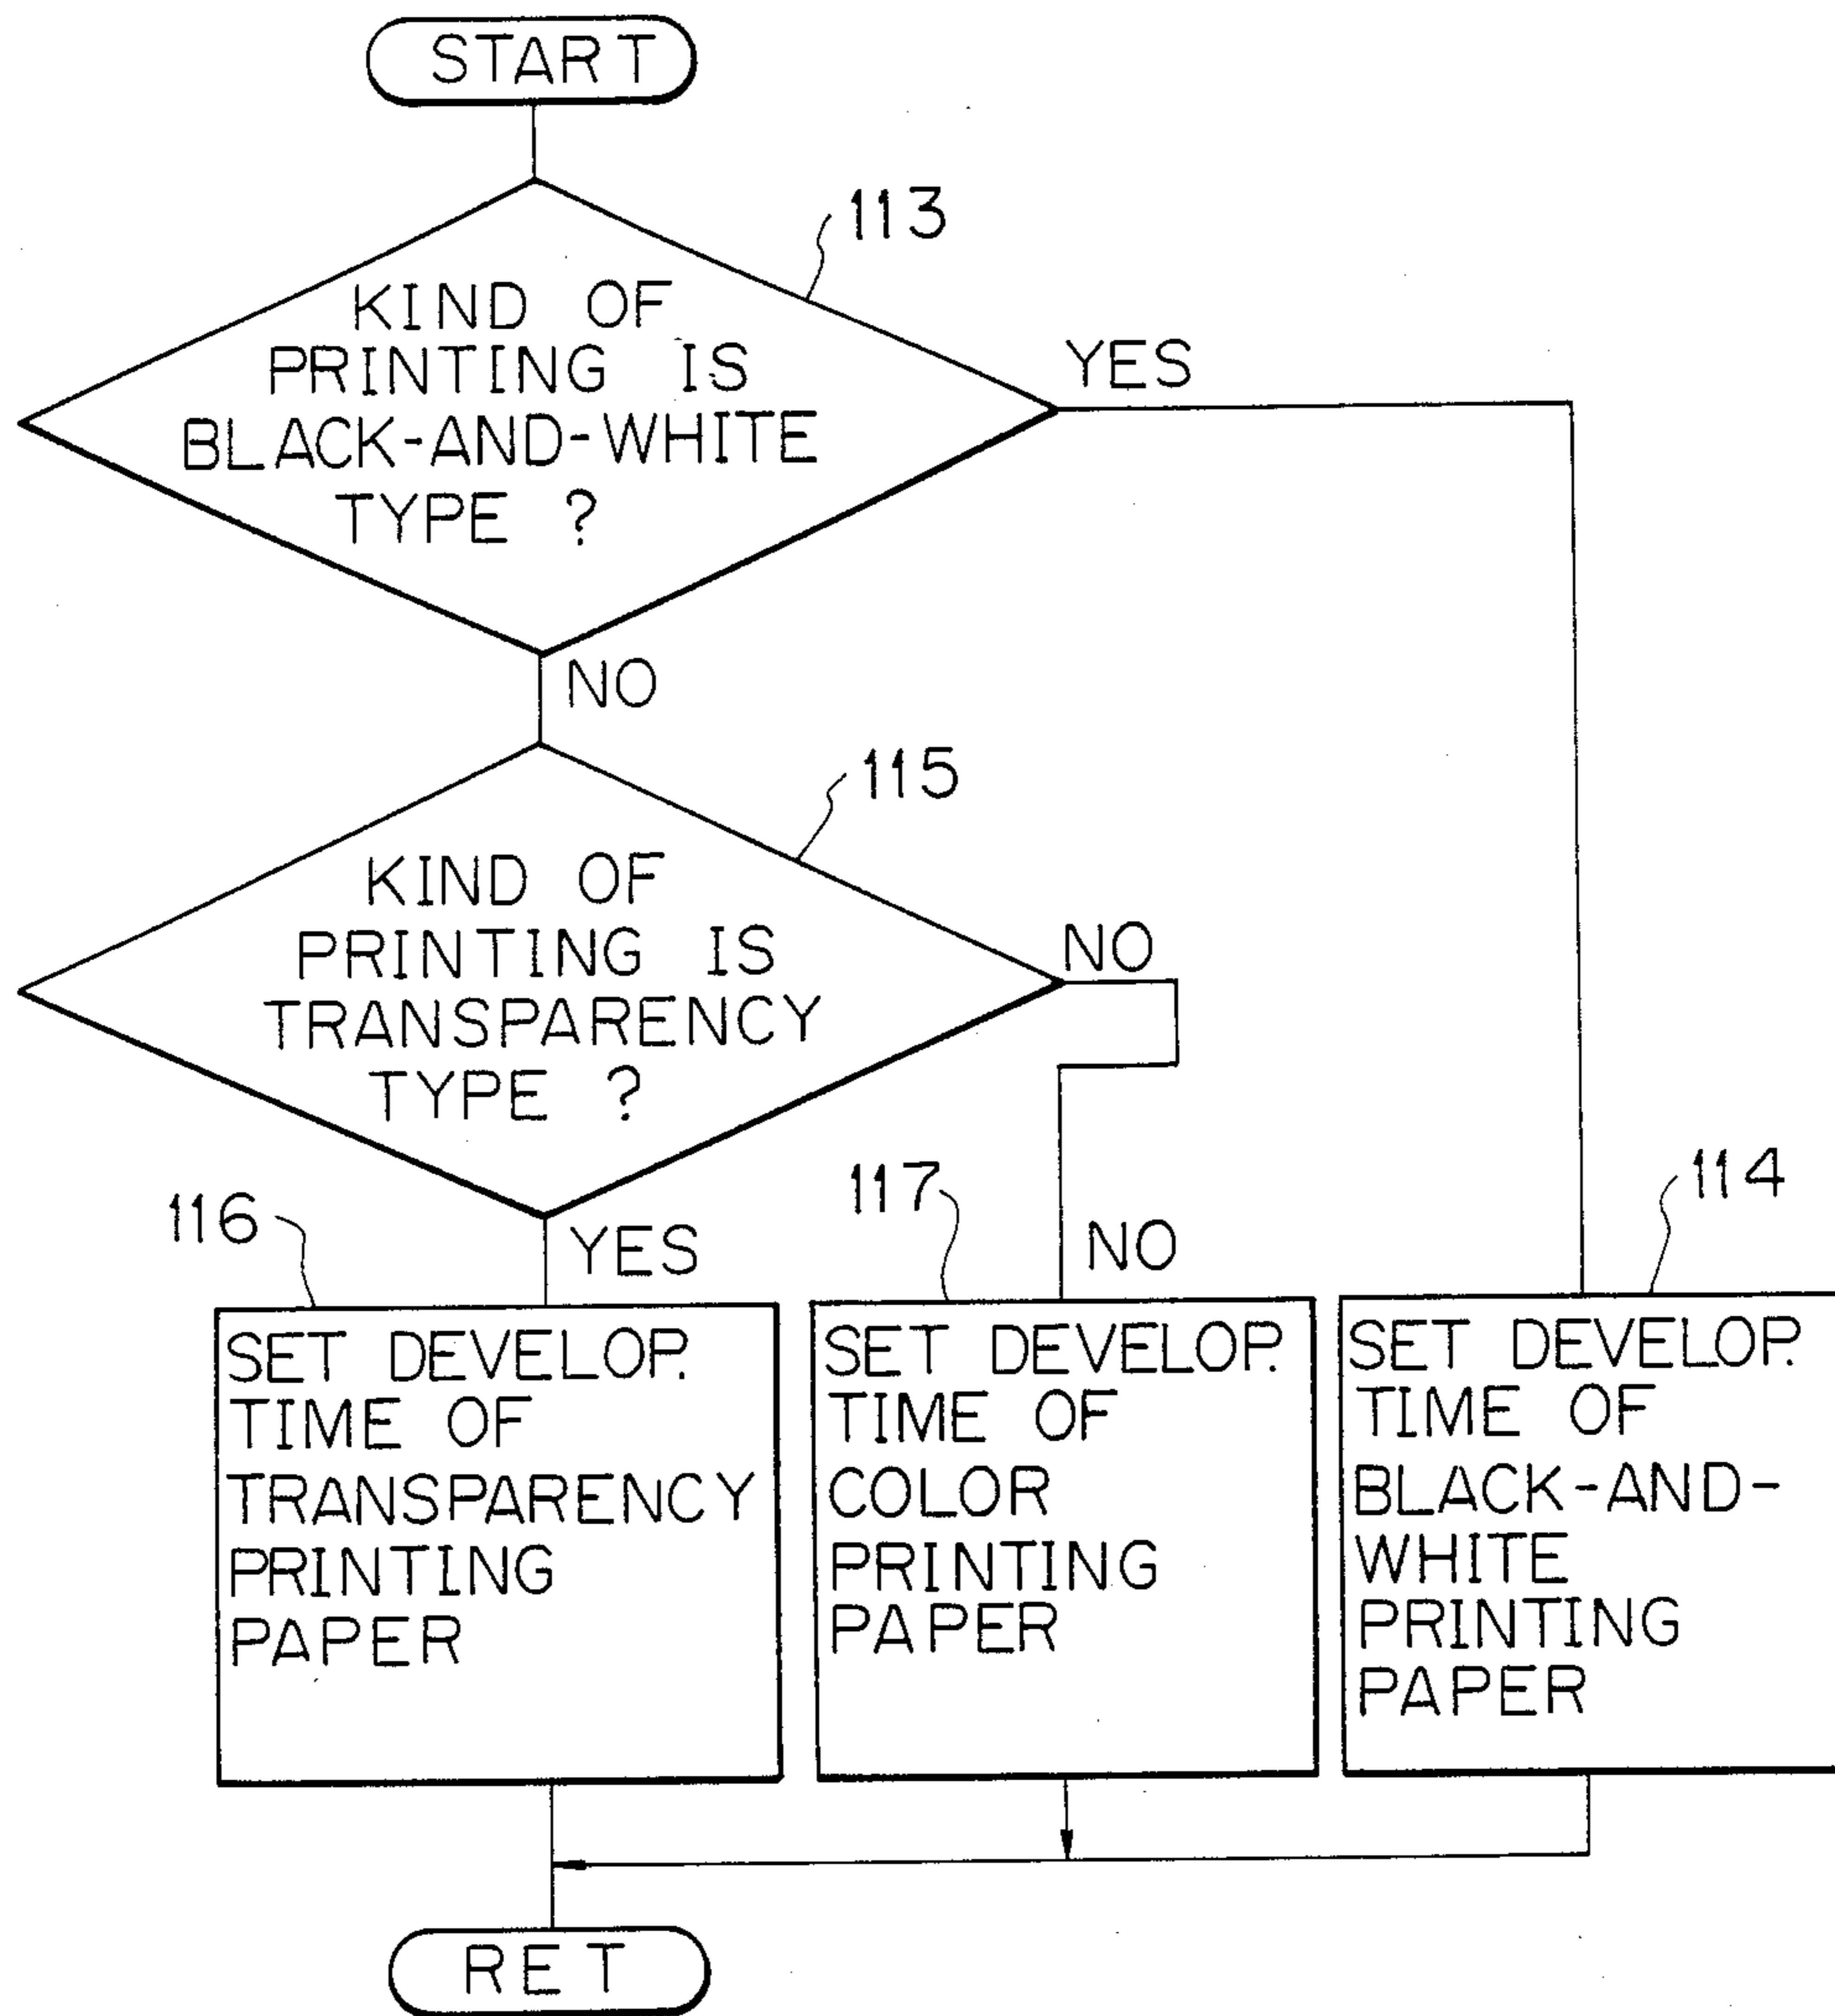 START
113
KIND OF
PRINTING IS
BLACK-AND-WHITE
TYPE ?
YES
NO
115
KIND OF
PRINTING IS
TRANSPARENCY
TYPE ?
NO
116
YES
117
NO
114
SET DEVELOP.
TIME OF
TRANSPARENCY
PRINTING
PAPER
SET DEVELOP.
TIME OF
COLOR
PRINTING
PAPER
SET DEVELOP.
TIME OF
BLACK-AND-
WHITE
PRINTING
PAPER
RET